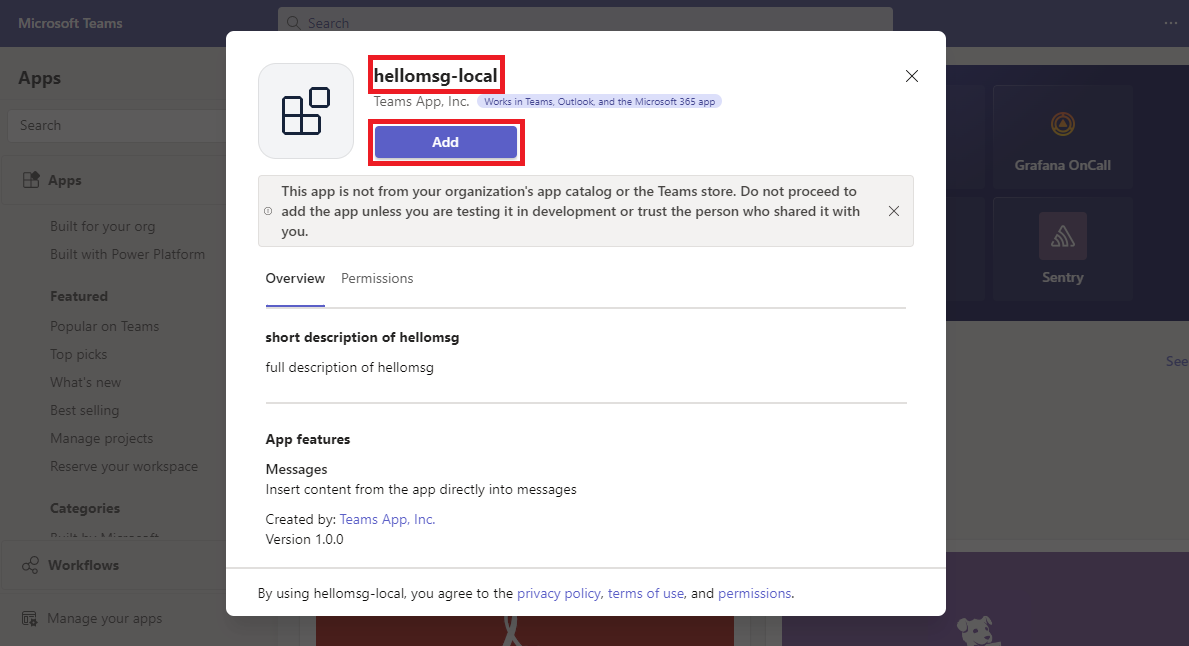 Microsoft Teams
Search
...
Apps
Search
Apps
Built for your org
Built with Power Platform
Featured
Popular on Teams
Top picks
What's new
Best selling
Manage projects
Reserve your workspace
Categories
Built by Microsoft
Workflows
Manage your apps
hellomsg-local
Teams App, Inc. Works in Teams, Outlook, and the Microsoft 365 app
Add
This app is not from your organization's app catalog or the Teams store. Do not proceed to
add the app unless you are testing it in development or trust the person who shared it with
you.
Overview Permissions
short description of hellomsg
full description of hellomsg
App features
Messages
Insert content from the app directly into messages
Created by: Teams App, Inc.
Version 1.0.0
By using hellomsg-local, you agree to the privacy policy, terms of use, and permissions.
Grafana OnCall
Sentry
See